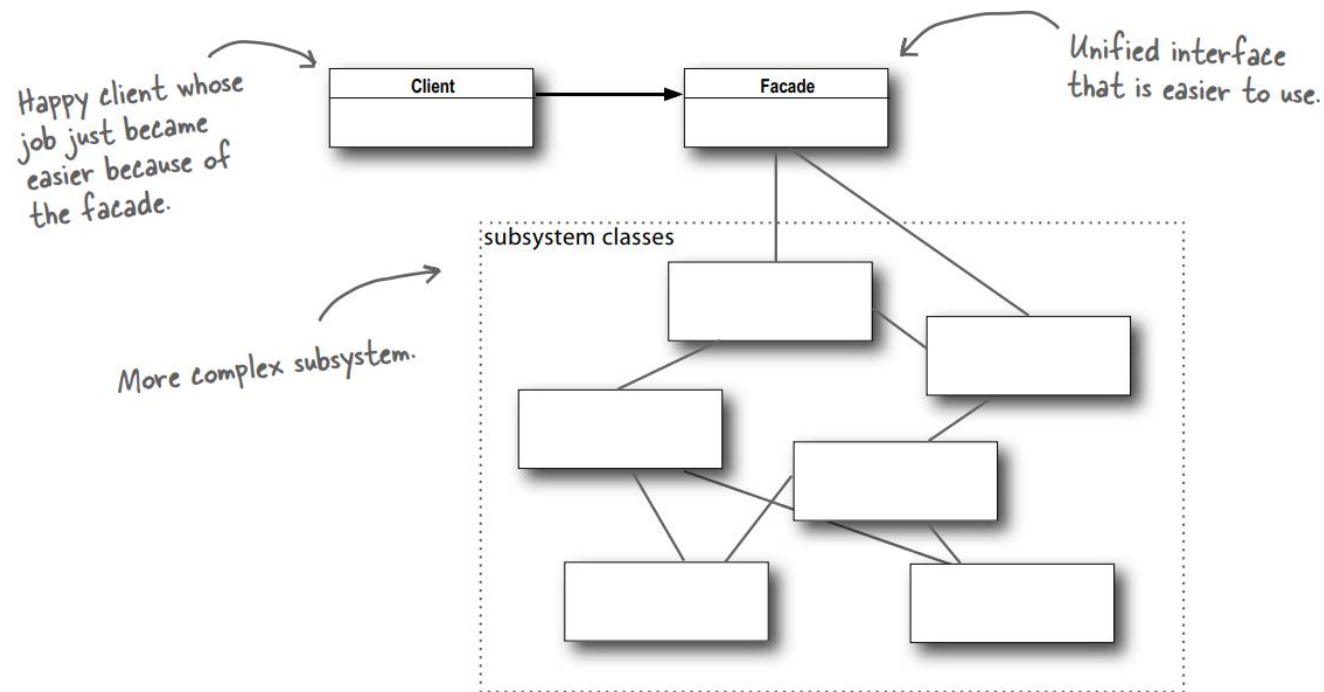 Happy client whose
job just became
easier because of
the facade.
Client
Facade
Unified interface
that is easier to use.
subsystem classes
More complex subsystem.